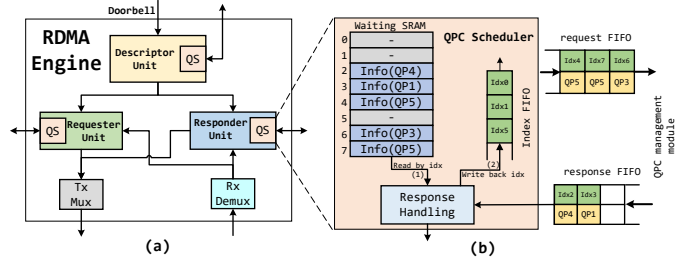 Doorbell
RDMA
Engine
Descriptor
Unit
QS
QS
Requester
Unit
Responder
Unit
QS
Tx
Mux
Rx
Demux
(a)
Waiting SRAM
QPC Scheduler
0
-
1
-
2
Info(QP4)
3
Info(QP1)
4
Info(QP5)
5
-
6
Info(QP3)
7
Info(QP5)
Idx0
Idx1
Idx5
Index FIFO
Read by idx
(1)
(2)
Write back idx
Response
Handling
(b)
request FIFO
Idx4 Idx7 Idx6
QP5 QP5 QP3
response FIFO
Idx2 Idx3
QP4 QP1
QPC management
module